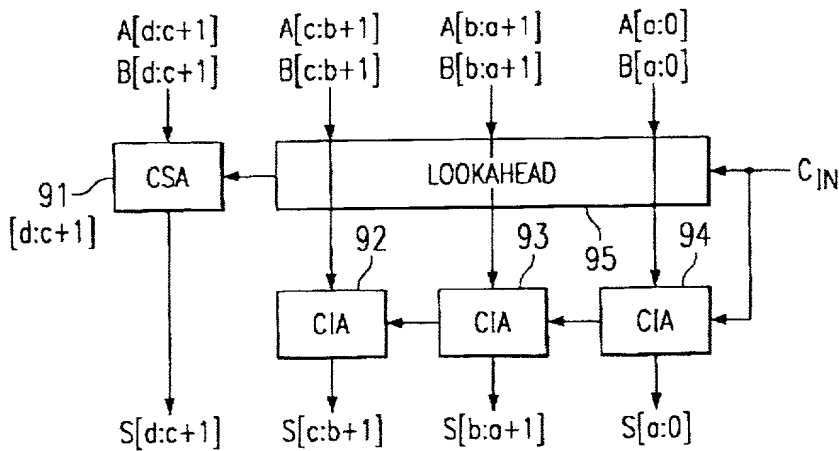 A[d:c+1] A[c:b+1] A[b:a+1] A[a:0]
B[d:c+1] B[c:b+1] B[b:a+1] B[a:0]
CSA LOOKAHEAD C_IN
91
[d:c+1] 92 93 95 94
CIA CIA CIA
S[d:c+1] S[c:b+1] S[b:a+1] S[a:0]